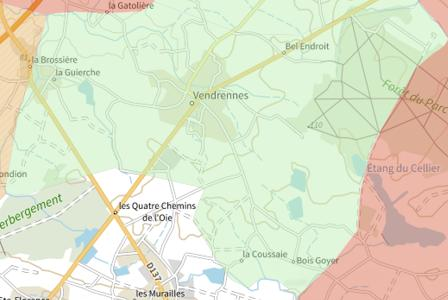 la Gatolière
Bel Endroit
la Brossière
la Guierche
Vendrennes
Forêt du Parc
110
Etang du Cellier
ondion
erbergement
les Quatre Chemins
de l'Oie
la Coussaie
Bois Goyer
D137
les Murailles